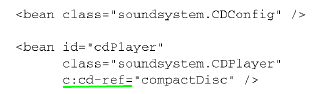 <bean class="soundsystem.CDConfig" />
<bean id="cdPlayer"
class="soundsystem.CDPlayer"
c:cd-ref="compactDisc" />